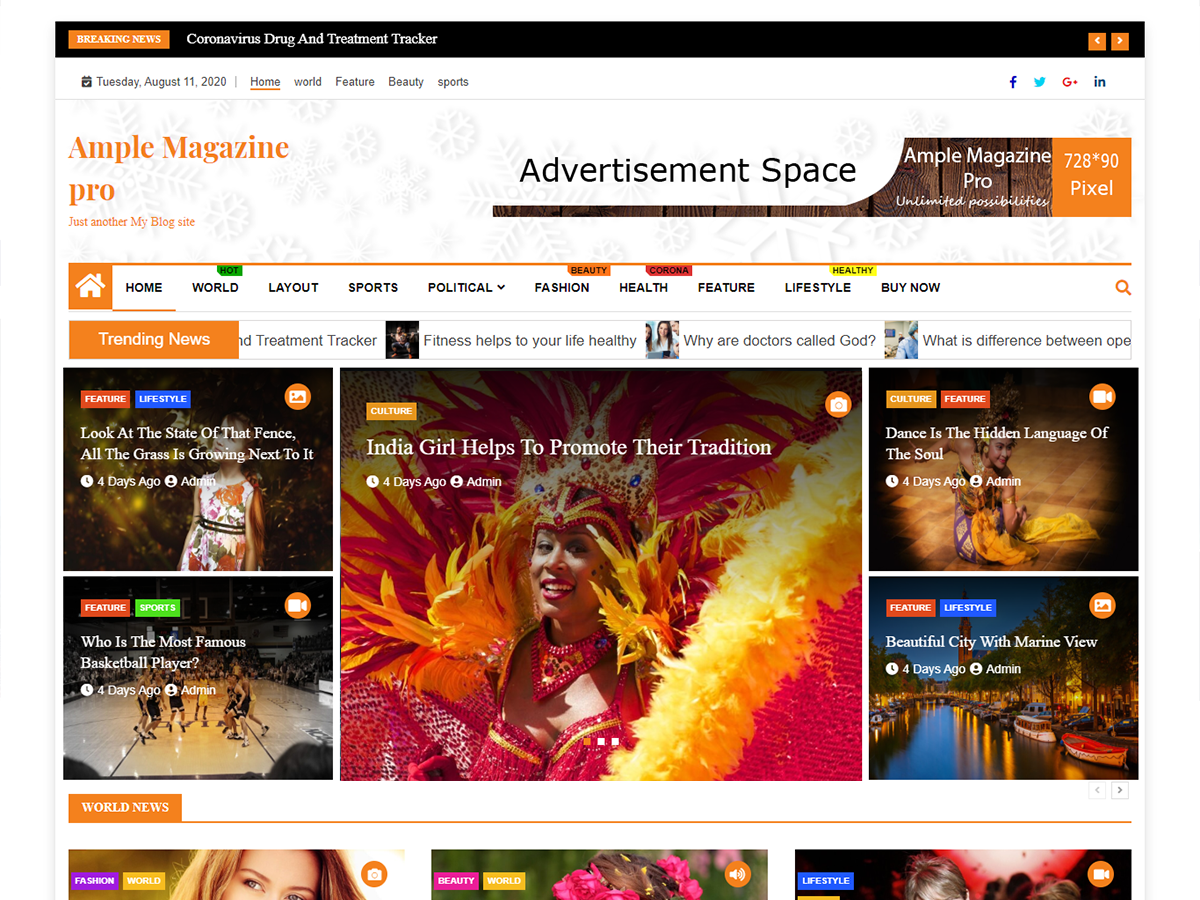 BREAKING NEWS Coronavirus Drug And Treatment Tracker
Tuesday, August 11, 2020 | Home world Feature Beauty sports
Ample Magazine
pro
Just another My Blog site
Advertisement Space
Ample Magazine
Pro
Unlimited possibilities
728*90
Pixel
HOT BEAUTY CORONA HEALTHY
HOME WORLD LAYOUT SPORTS POLITICAL FASHION HEALTH FEATURE LIFESTYLE BUY NOW
Trending News nd Treatment Tracker Fitness helps to your life healthy Why are doctors called God? What is difference between ope
FEATURE LIFESTYLE
Look At The State Of That Fence,
All The Grass Is Growing Next To It
4 Days Ago Admin
FEATURE SPORTS
Who Is The Most Famous
Basketball Player?
4 Days Ago Admin
CULTURE
India Girl Helps To Promote Their Tradition
4 Days Ago Admin
CULTURE FEATURE
Dance Is The Hidden Language Of
The Soul
4 Days Ago Admin
FEATURE LIFESTYLE
Beautiful City With Marine View
4 Days Ago Admin
WORLD NEWS
FASHION WORLD
BEAUTY WORLD
LIFESTYLE